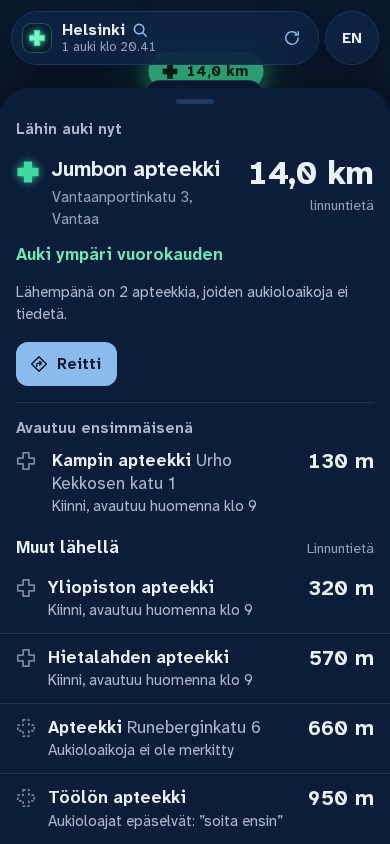 Helsinki
1 auki klo 20.41
EN
14,0 km
Lähin auki nyt
Jumbon apteekki
14,0 km
Vantaanportinkatu 3,
Vantaa
linnuntietä
Auki ympäri vuorokauden
Lähempänä on 2 apteekkia, joiden aukioloaikoja ei
tiedetä.
Reitti
Avautuu ensimmäisenä
Kampin apteekki Urho
Kekkosen katu 1
130 m
Kiinni, avautuu huomenna klo 9
Muut lähellä
Linnuntietä
Yliopiston apteekki
320 m
Kiinni, avautuu huomenna klo 9
Hietalahden apteekki
570 m
Kiinni, avautuu huomenna klo 9
Apteekki Runeberginkatu 6
660 m
Aukioloaikoja ei ole merkitty
Töölön apteekki
950 m
Aukioloajat epäselvät: ”soita ensin”